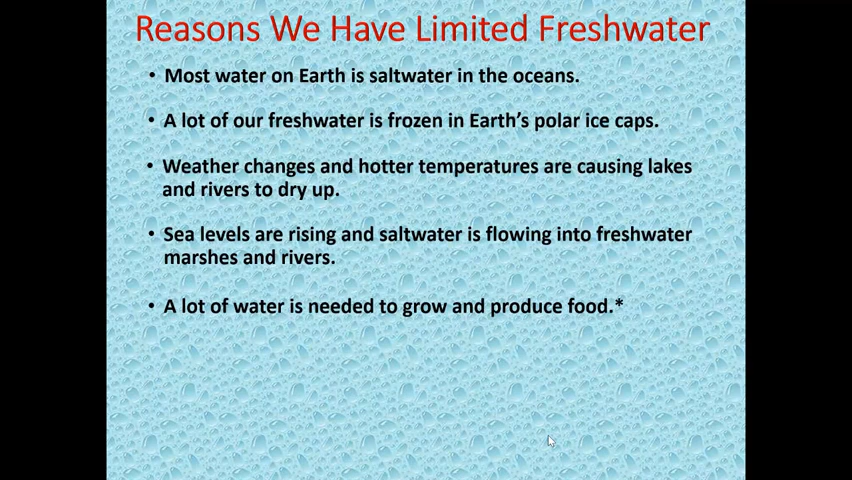 Reasons We Have Limited Freshwater
• Most water on Earth is saltwater in the oceans.
• A lot of our freshwater is frozen in Earth’s polar ice caps.
• Weather changes and hotter temperatures are causing lakes
and rivers to dry up.
• Sea levels are rising and saltwater is flowing into freshwater
marshes and rivers.
• A lot of water is needed to grow and produce food.*